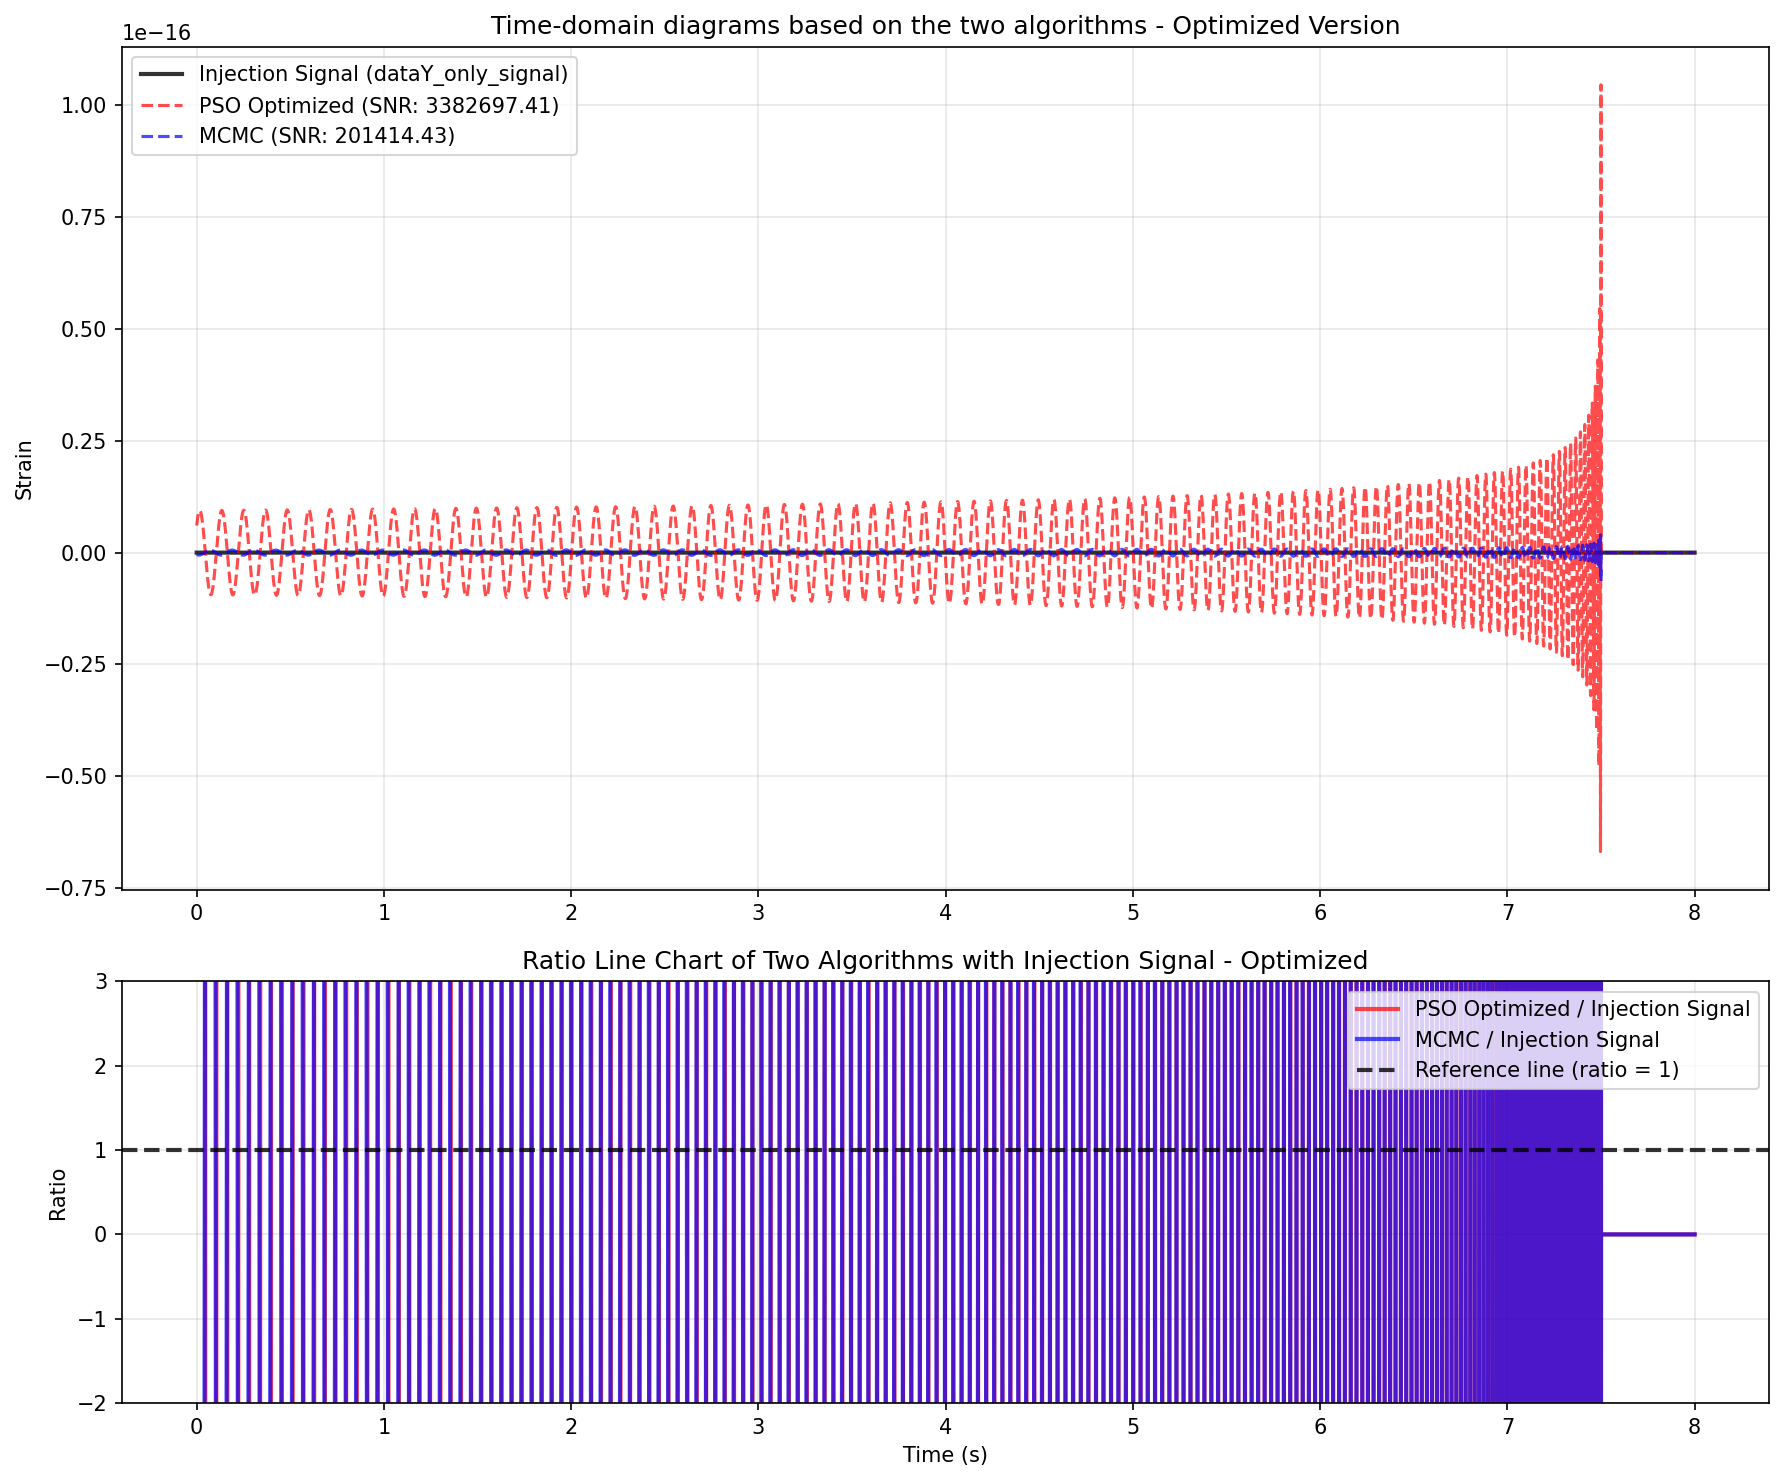 Time-domain diagrams based on the two algorithms - Optimized Version
1e−16
Injection Signal (dataY_only_signal)
PSO Optimized (SNR: 3382697.41)
MCMC (SNR: 201414.43)
1.00
0.75
0.50
0.25
0.00
−0.25
−0.50
−0.75
Strain
0 1 2 3 4 5 6 7 8
Ratio Line Chart of Two Algorithms with Injection Signal - Optimized
PSO Optimized / Injection Signal
MCMC / Injection Signal
Reference line (ratio = 1)
3
2
1
0
−1
−2
Ratio
0 1 2 3 4 5 6 7 8
Time (s)